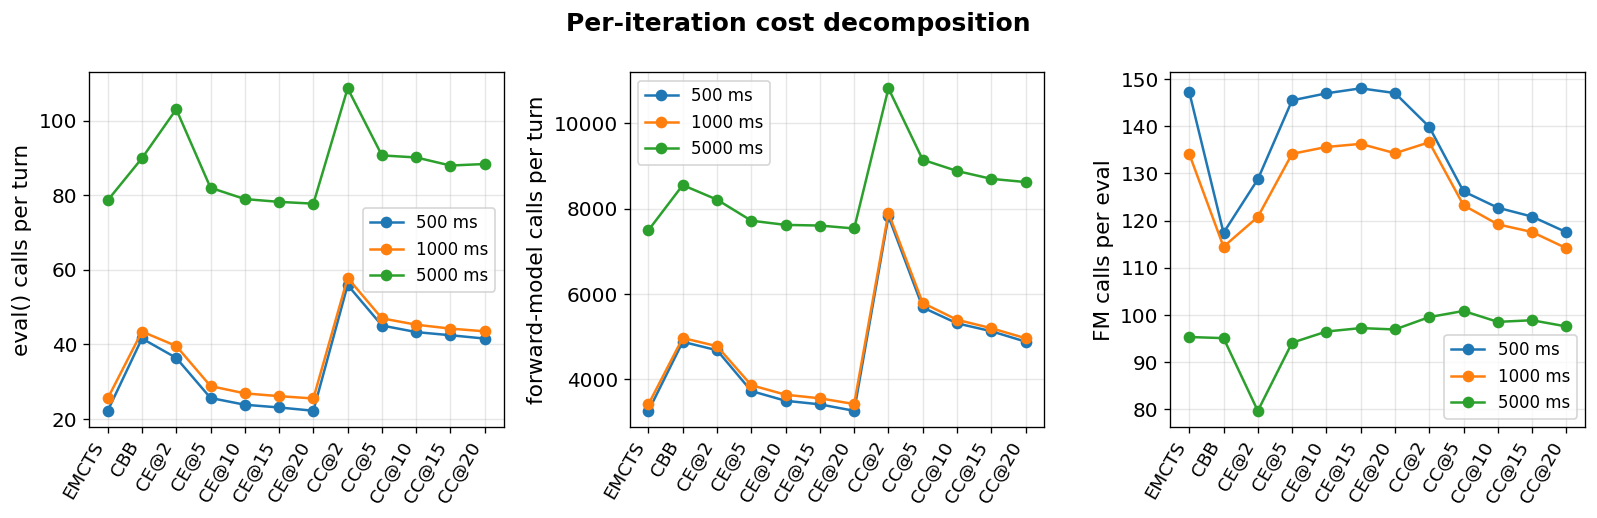 Per-iteration cost decomposition
eval() calls per turn
100
80
60
40
20
500 ms
1000 ms
5000 ms
EMCTS
CBB
CE@2
CE@5
CE@10
CE@15
CE@20
CC@2
CC@5
CC@10
CC@15
CC@20
forward-model calls per turn
10000
8000
6000
4000
500 ms
1000 ms
5000 ms
EMCTS
CBB
CE@2
CE@5
CE@10
CE@15
CE@20
CC@2
CC@5
CC@10
CC@15
CC@20
FM calls per eval
150
140
130
120
110
100
90
80
500 ms
1000 ms
5000 ms
EMCTS
CBB
CE@2
CE@5
CE@10
CE@15
CE@20
CC@2
CC@5
CC@10
CC@15
CC@20